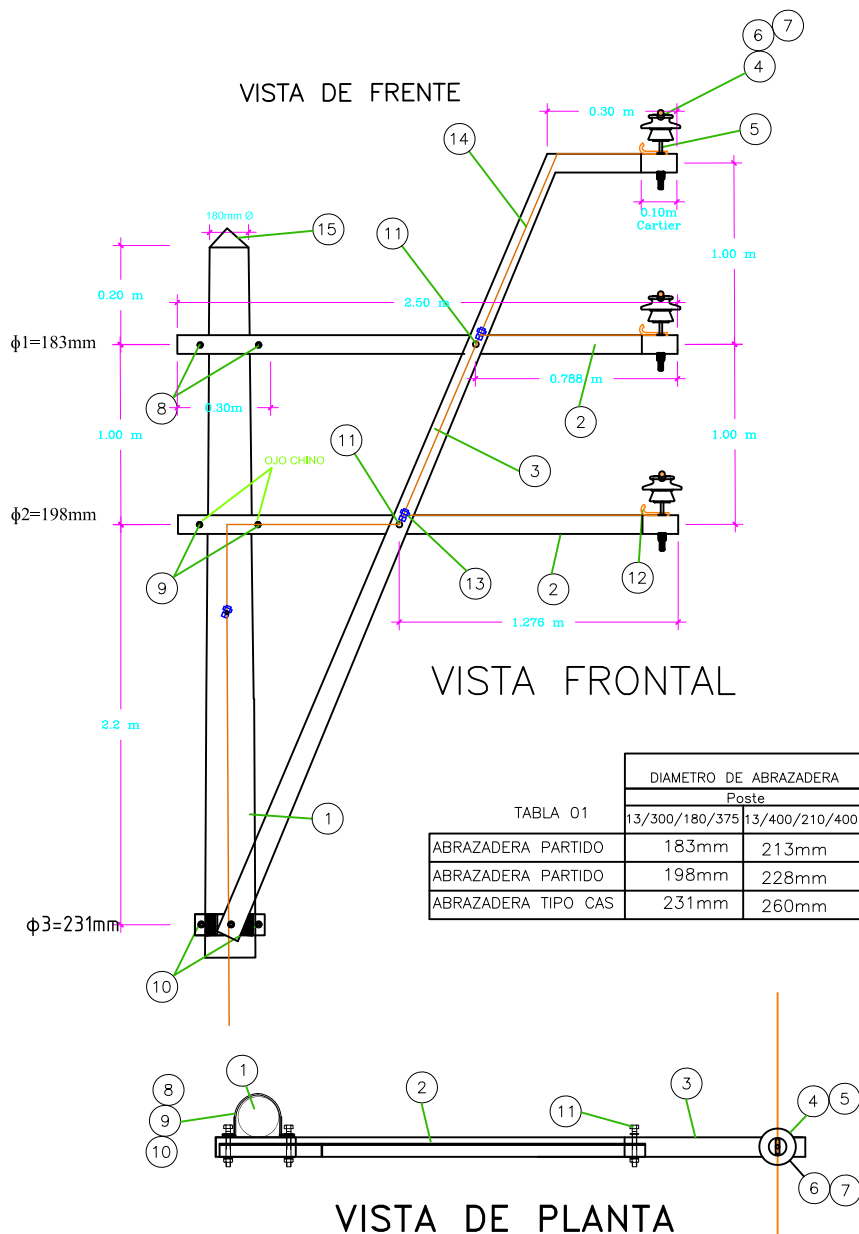 6 7
VISTA DE FRENTE
4
0.30 m
14
5
11
180mm Ø
15
0.10m
Cartier
1.00 m
0.20 m
2.60 m
ϕ1=183mm
8
0.30m
0.788 m
2
1.00 m
11
OJO CHINO
3
1.00 m
ϕ2=198mm
9
13
2
12
1.276 m
VISTA FRONTAL
2.2 m
1
TABLA 01
DIAMETRO DE ABRAZADERA
Poste
13/300/180/375 13/400/210/400
ABRAZADERA PARTIDO 183mm 213mm
ABRAZADERA PARTIDO 198mm 228mm
ABRAZADERA TIPO CAS 231mm 260mm
ϕ3=231mm
10
8
9
10
1
2
11
3
4 5
6 7
VISTA DE PLANTA